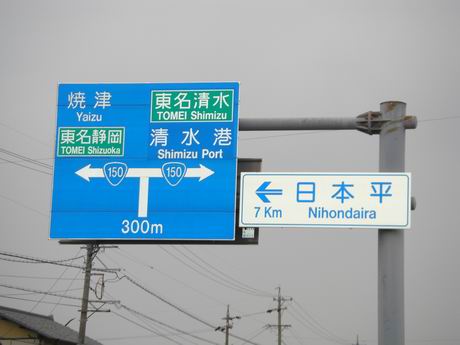 焼津
Yaizu
東名静岡
TOMEI Shizuoka
東名清水
TOMEI Shimizu
清水港
Shimizu Port
150
150
300m
日本平
7 Km Nihondaira